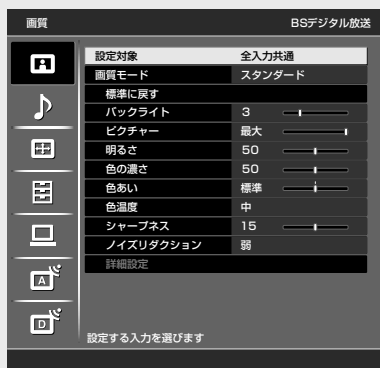 画質 BSデジタル放送
設定対象 全入力共通
画質モード スタンダード
標準に戻す
バックライト 3
ピクチャー 最大
明るさ 50
色の濃さ 50
色あい 標準
色温度 中
シャープネス 15
ノイズリダクション 弱
詳細設定
A
D
設定する入力を選びます